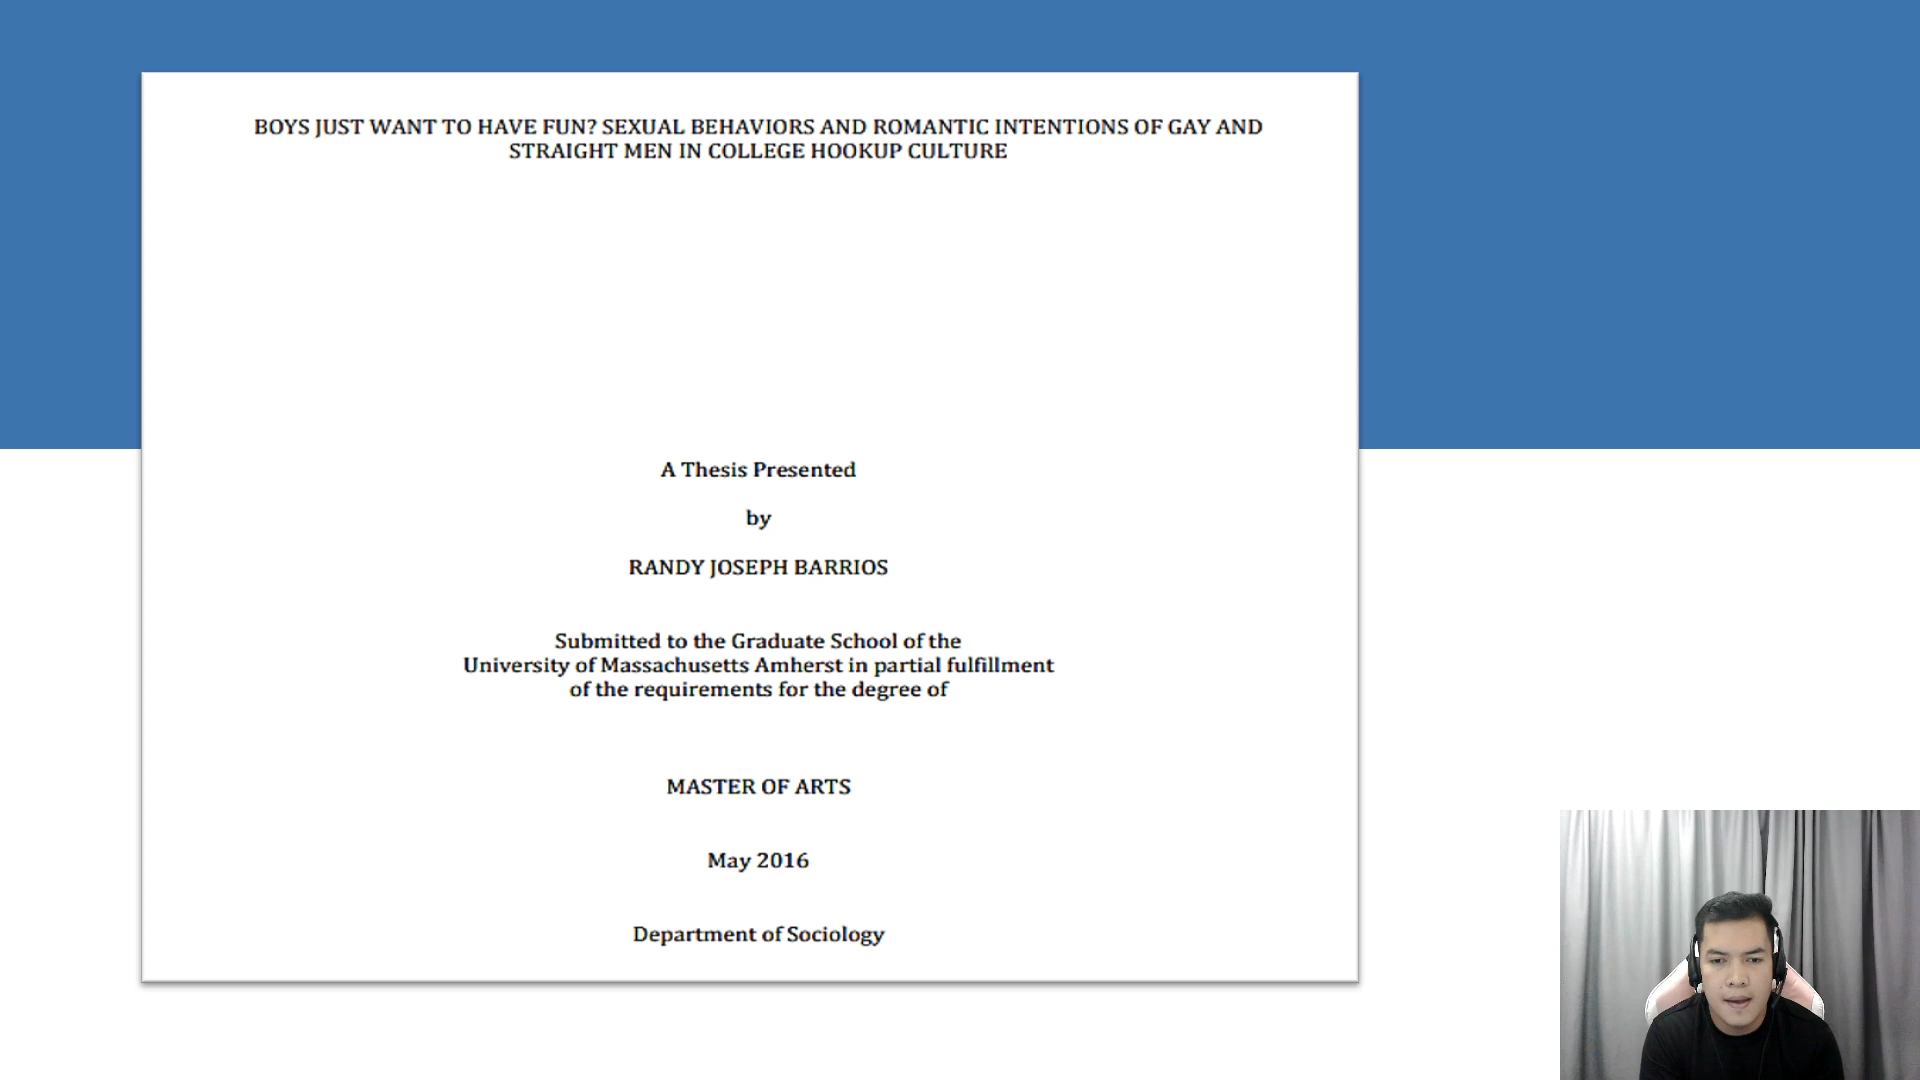 BOYS JUST WANT TO HAVE FUN? SEXUAL BEHAVIORS AND ROMANTIC INTENTIONS OF GAY AND
STRAIGHT MEN IN COLLEGE HOOKUP CULTURE
A Thesis Presented
by
RANDY JOSEPH BARRIOS
Submitted to the Graduate School of the
University of Massachusetts Amherst in partial fulfillment
of the requirements for the degree of
MASTER OF ARTS
May 2016
Department of Sociology